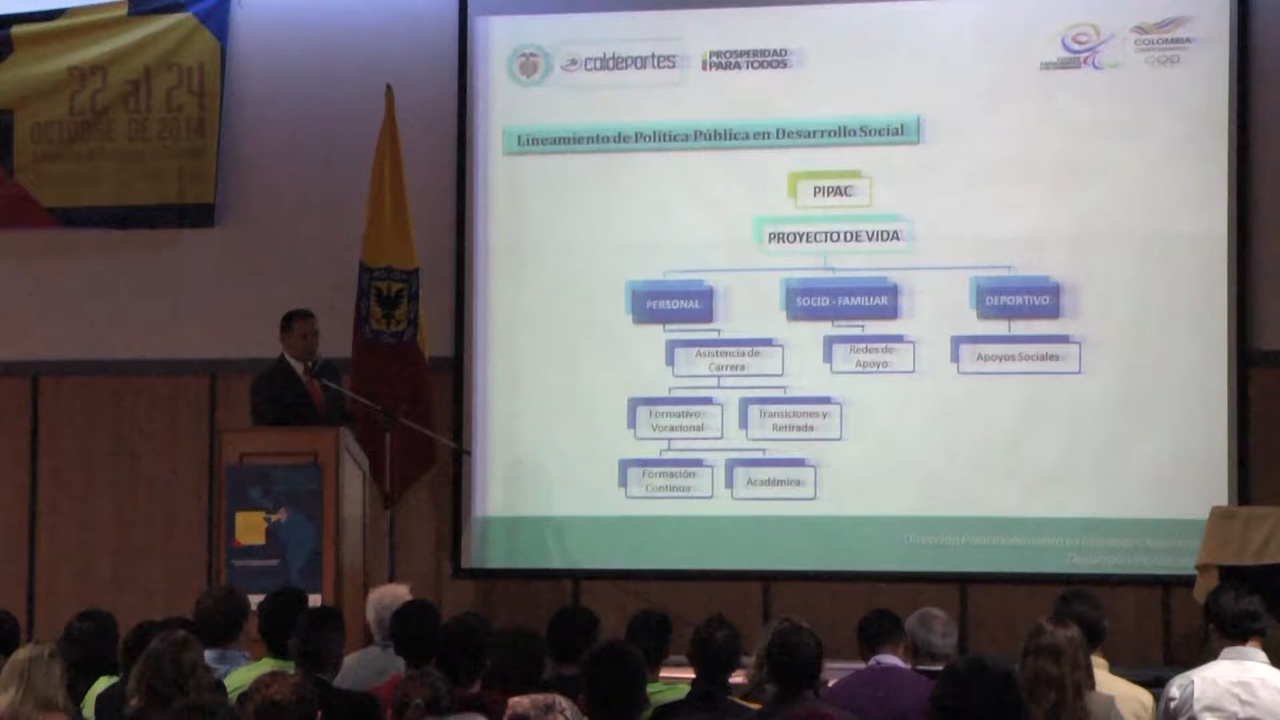 22 al 24
OCTUBRE DE 2014
coldeportes
PROSPERIDAD
PARA TODOS
COLOMBIA
Lineamiento de Política Pública en Desarrollo Social
PIPAC
PROYECTO DE VIDA
PERSONAL
SOCIO - FAMILIAR
DEPORTIVO
Asistencia de
Carrera
Redes de
Apoyo
Apoyos Sociales
Formativo
Vocacional
Transiciones y
Retirada
Formación
Continua
Académica